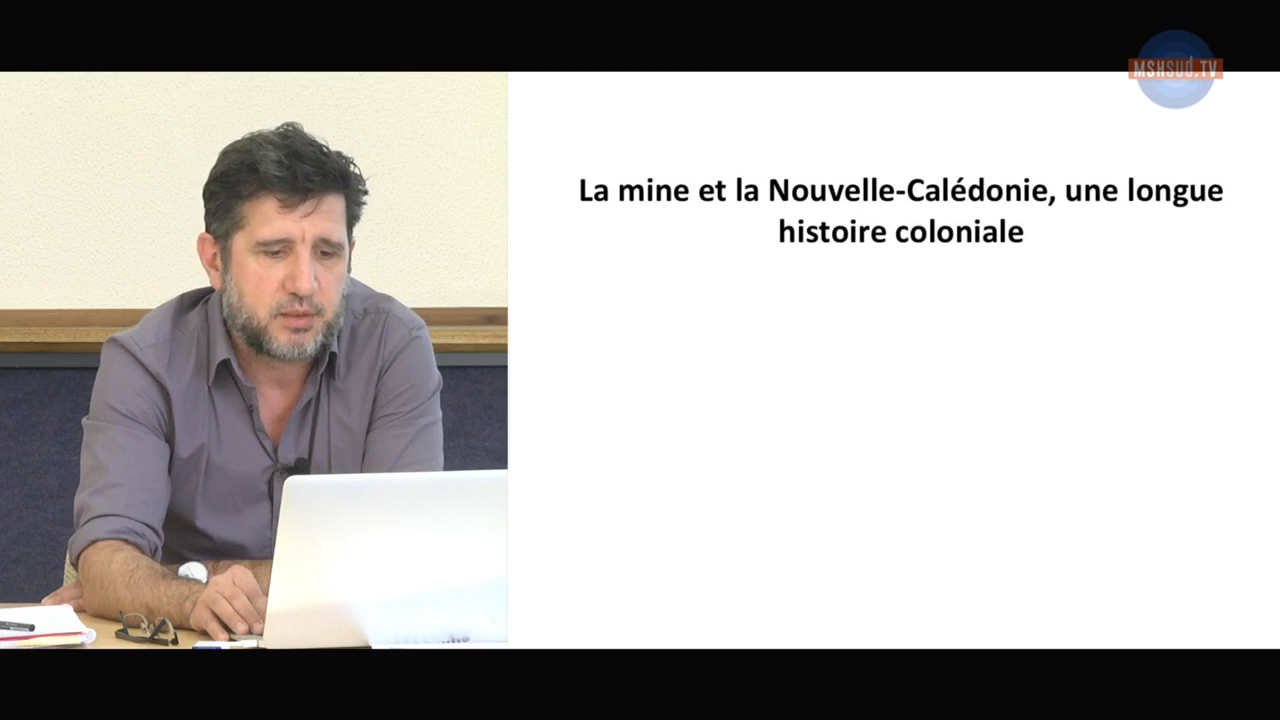 MSHSUD.TV
La mine et la Nouvelle-Calédonie, une longue
histoire coloniale